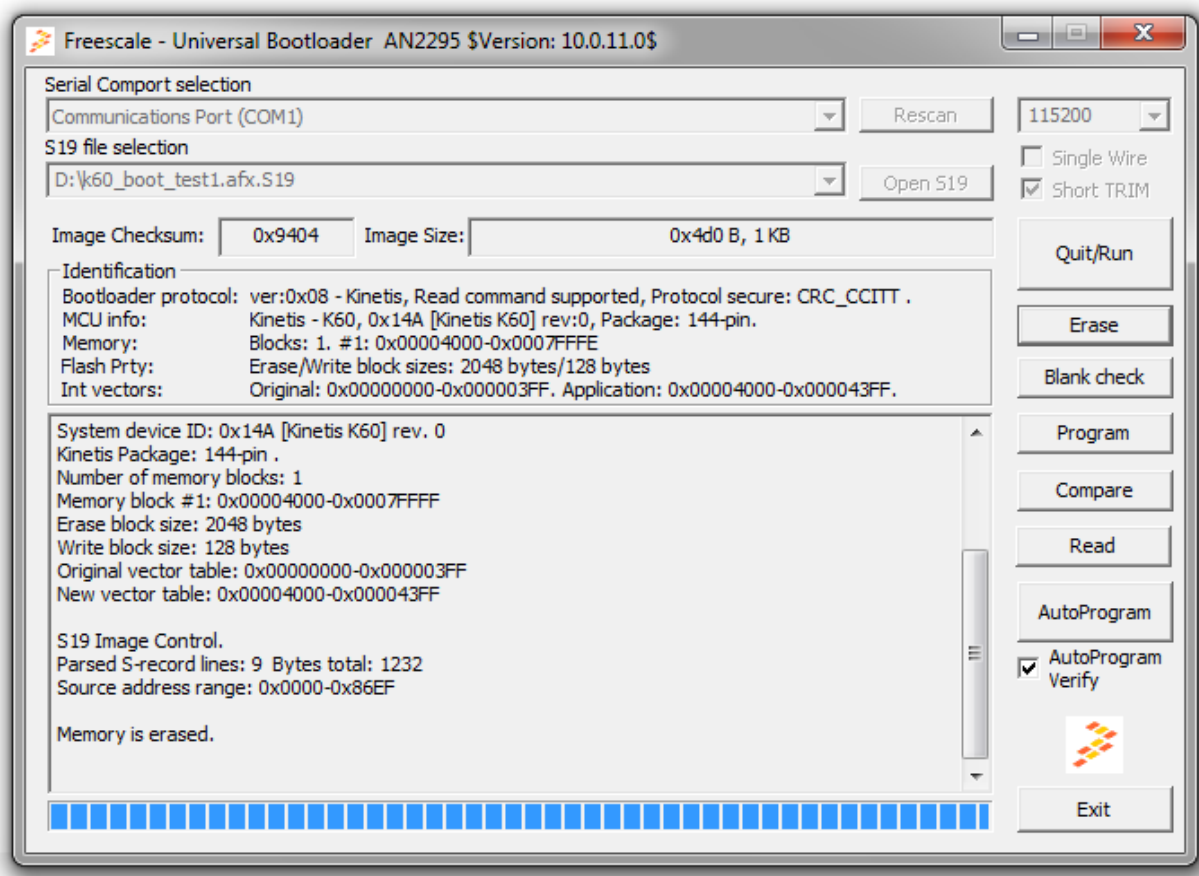 Freescale - Universal Bootloader AN2295 $Version: 10.0.11.0$
Serial Comport selection
Communications Port (COM1)
Rescan
115200
S19 file selection
Single Wire
D:\k60_boot_test1.afx.S19
Open S19
Short TRIM
Image Checksum: 0x9404 Image Size: 0x4d0 B, 1 KB
Quit/Run
Identification
Bootloader protocol: ver:0x08 - Kinetis, Read command supported, Protocol secure: CRC_CCITT .
MCU info: Kinetis - K60, 0x14A [Kinetis K60] rev:0, Package: 144-pin.
Memory: Blocks: 1. #1: 0x00004000-0x0007FFFE
Flash Prty: Erase/Write block sizes: 2048 bytes/128 bytes
Int vectors: Original: 0x00000000-0x000003FF. Application: 0x00004000-0x000043FF.
Erase
Blank check
System device ID: 0x14A [Kinetis K60] rev. 0
Kinetis Package: 144-pin .
Number of memory blocks: 1
Memory block #1: 0x00004000-0x0007FFFF
Erase block size: 2048 bytes
Write block size: 128 bytes
Original vector table: 0x00000000-0x000003FF
New vector table: 0x00004000-0x000043FF
S19 Image Control.
Parsed S-record lines: 9 Bytes total: 1232
Source address range: 0x0000-0x86EF
Memory is erased.
Program
Compare
Read
AutoProgram
AutoProgram
Verify
Exit